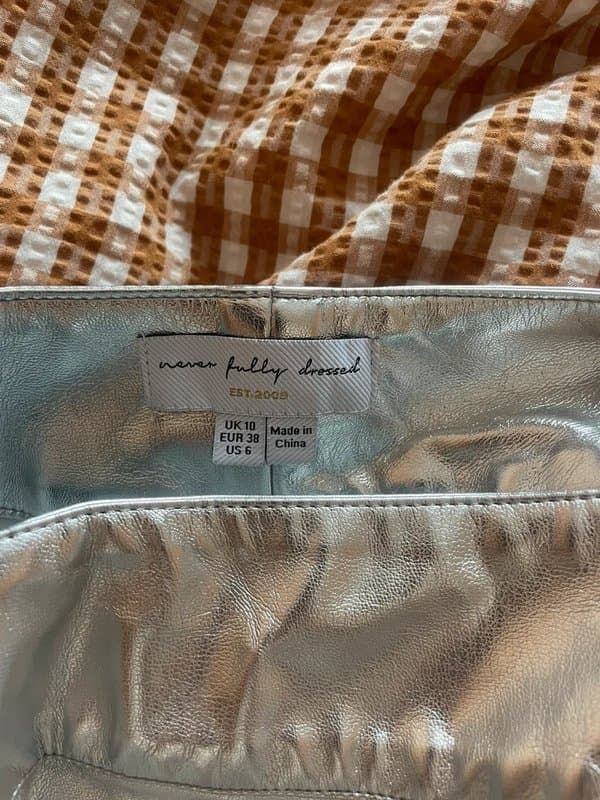 never fully dressed
EST.2009
UK 10
EUR 38
US 6
Made in
China